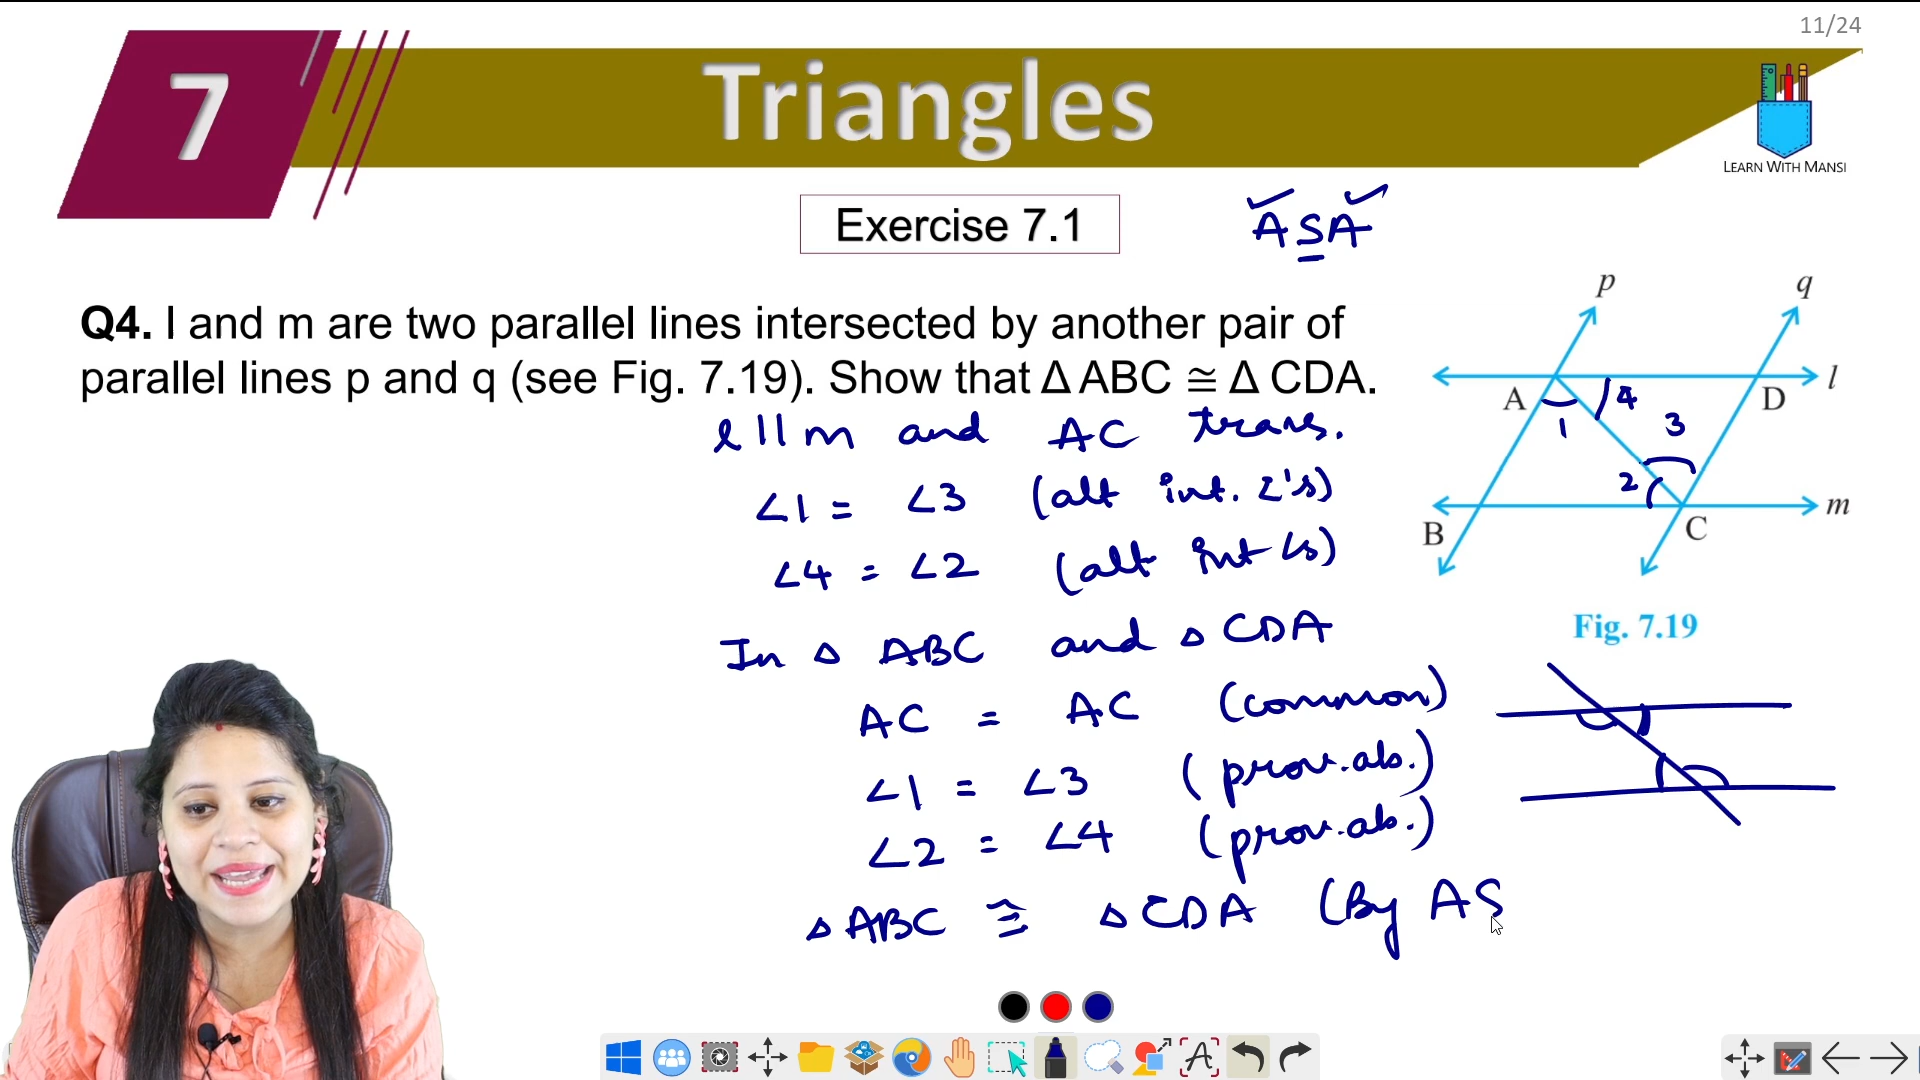 11/24
7
Triangles
LEARN WITH MANSI
Exercise 7.1
ASA
Q4. l and m are two parallel lines intersected by another pair of
parallel lines p and q (see Fig. 7.19). Show that Δ ABC ≅ Δ CDA.
p q
A D l
4
1 3
2
B C m
Fig. 7.19
l || m and AC trans.
∠1 = ∠3 (alt int. ∠'s)
∠4 = ∠2 (alt int ∠s)
In Δ ABC and Δ CDA
AC = AC (common)
∠1 = ∠3 (prov. ab.)
∠2 = ∠4 (prov. ab.)
Δ ABC ≅ Δ CDA (By AS